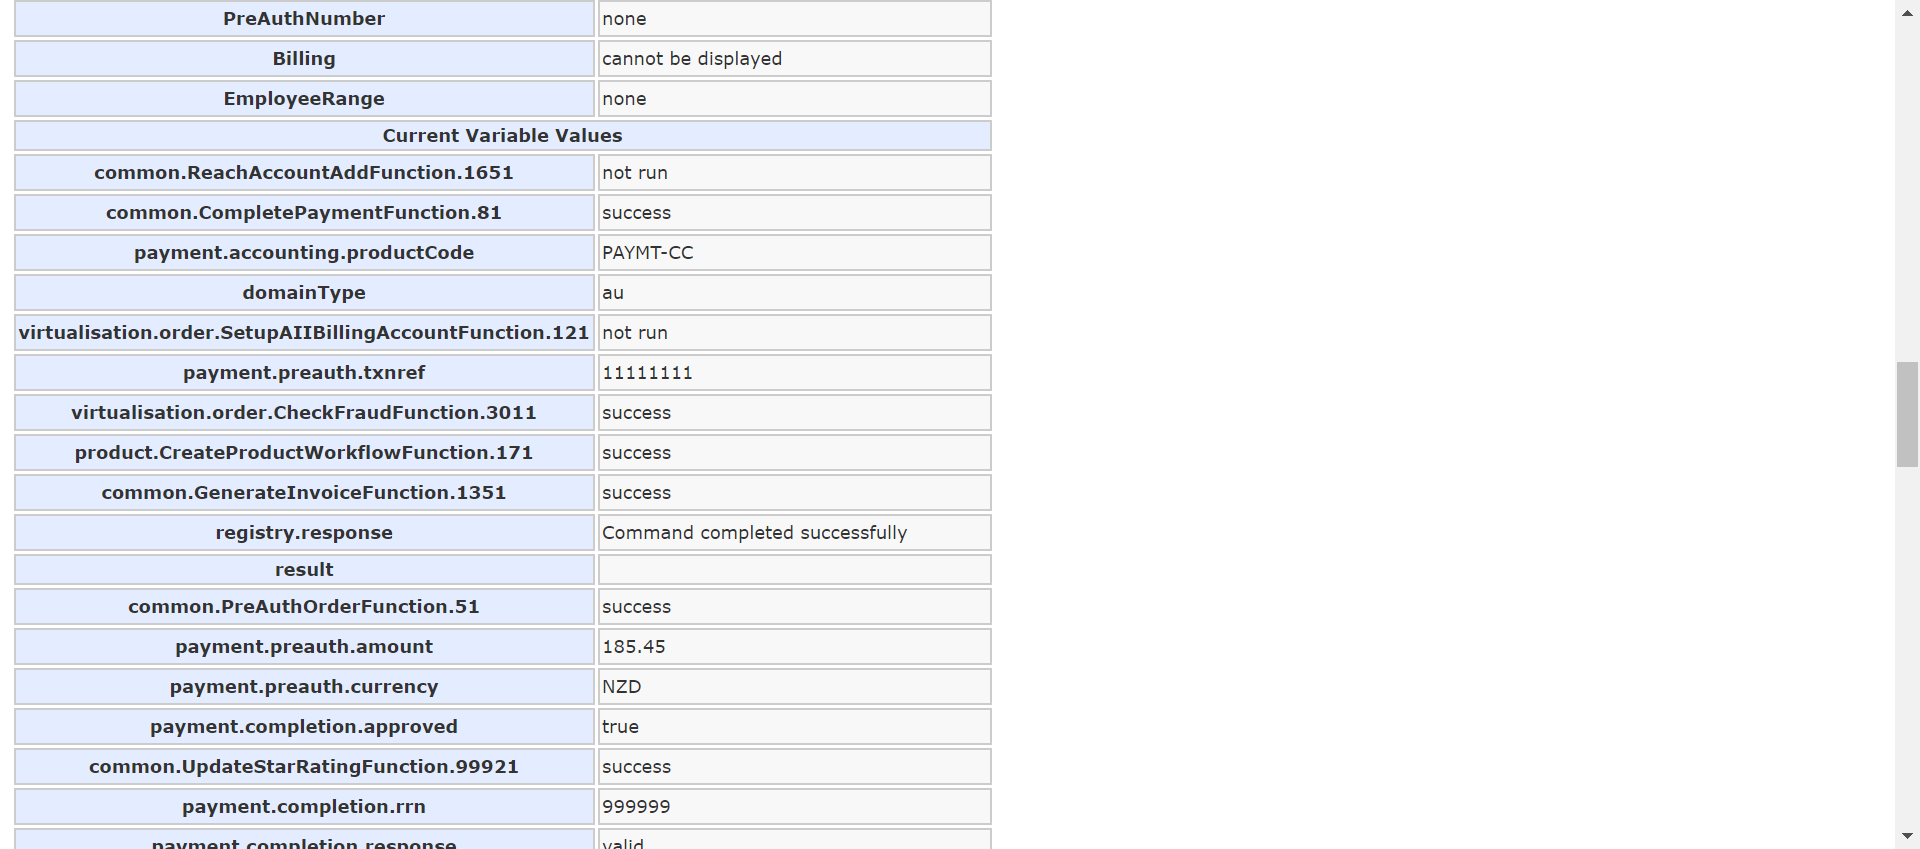 PreAuthNumber none
Billing cannot be displayed
EmployeeRange none
Current Variable Values
common.ReachAccountAddFunction.1651 not run
common.CompletePaymentFunction.81 success
payment.accounting.productCode PAYMT-CC
domainType au
virtualisation.order.SetupAIIBillingAccountFunction.121 not run
payment.preauth.txnref 11111111
virtualisation.order.CheckFraudFunction.3011 success
product.CreateProductWorkflowFunction.171 success
common.GenerateInvoiceFunction.1351 success
registry.response Command completed successfully
result
common.PreAuthOrderFunction.51 success
payment.preauth.amount 185.45
payment.preauth.currency NZD
payment.completion.approved true
common.UpdateStarRatingFunction.99921 success
payment.completion.rrn 999999
payment.completion.response valid